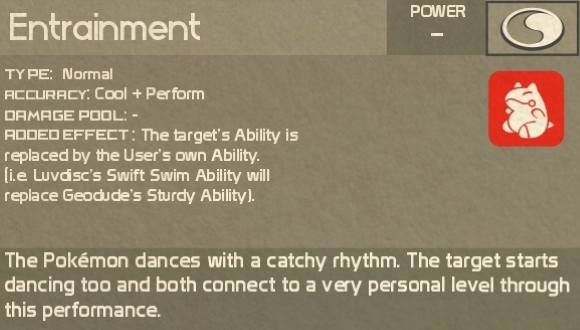 Entrainment
POWER
–
TYPE: Normal
ACCURACY: Cool + Perform
DAMAGE POOL: -
ADDED EFFECT: The target's Ability is
replaced by the User's own Ability.
(i.e. Luvdisc's Swift Swim Ability will
replace Geodude's Sturdy Ability).
The Pokémon dances with a catchy rhythm. The target starts
dancing too and both connect to a very personal level through
this performance.